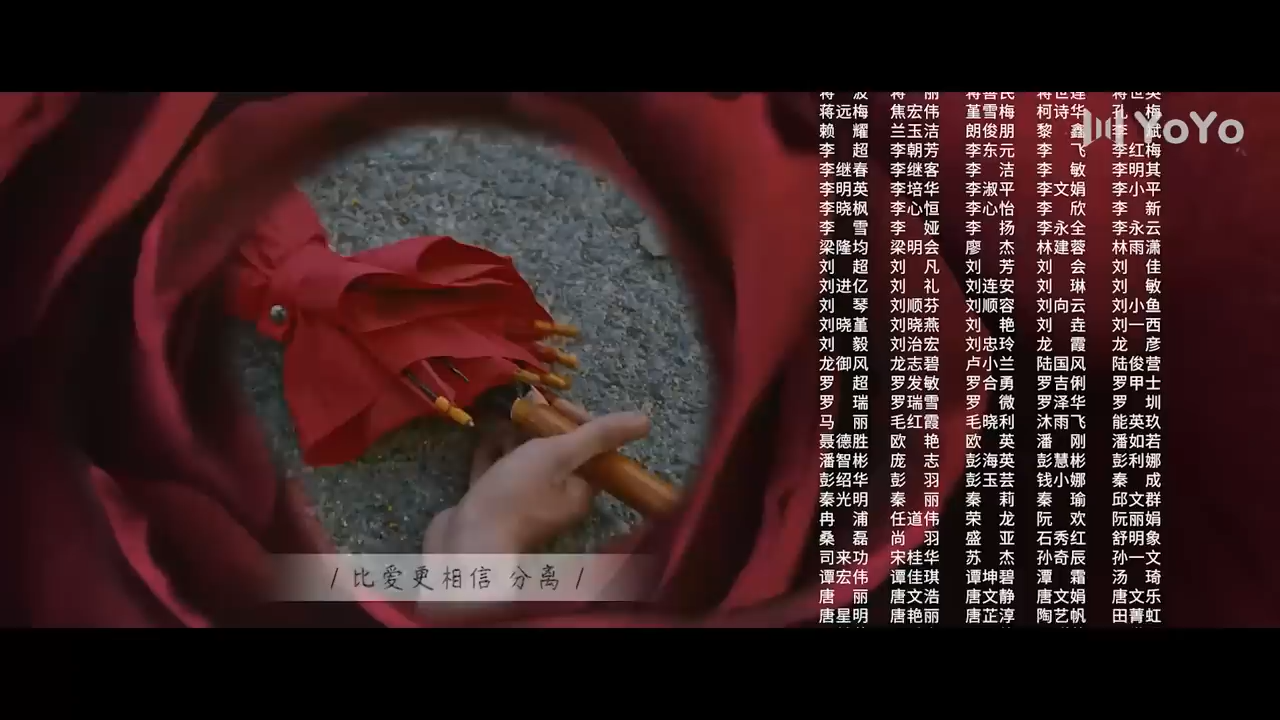 蒋远梅 焦宏伟 堇雪梅 柯诗华 孔 梅
YOYO
赖 耀 兰玉洁 朗俊朋 黎 鑫 李 斌
李 超 李朝芳 李东元 李 飞 李红梅
李继春 李继客 李 洁 李 敏 李明其
李明英 李培华 李淑平 李文娟 李小平
李晓枫 李心恒 李心怡 李 欣 李 新
李 雪 李 娅 李 扬 李永全 李永云
梁隆均 梁明会 廖 杰 林建蓉 林雨潇
刘 超 刘 凡 刘 芳 刘 会 刘 佳
刘进亿 刘 礼 刘连安 刘 琳 刘 敏
刘 琴 刘顺芬 刘顺容 刘向云 刘小鱼
刘晓堇 刘晓燕 刘 艳 刘 垚 刘一西
刘 毅 刘治宏 刘忠玲 龙 霞 龙 彦
龙御风 龙志碧 卢小兰 陆国风 陆俊营
罗 超 罗发敏 罗合勇 罗吉俐 罗甲士
罗 瑞 罗瑞雪 罗 微 罗泽华 罗 圳
马 丽 毛红霞 毛晓利 沐雨飞 能英玖
聂德胜 欧 艳 欧 英 潘 刚 潘如若
潘智彬 庞 志 彭海英 彭慧彬 彭利娜
彭绍华 彭 羽 彭玉芸 钱小娜 秦 成
秦光明 秦 丽 秦 莉 秦 瑜 邱文群
冉 浦 任道伟 荣 龙 阮 欢 阮丽娟
桑 磊 尚 羽 盛 亚 石秀红 舒明象
司来功 宋桂华 苏 杰 孙奇辰 孙一文
谭宏伟 谭佳琪 谭坤碧 潭 霜 汤 琦
唐 丽 唐文浩 唐文静 唐文娟 唐文乐
唐星明 唐艳丽 唐芷淳 陶艺帆 田菁虹
/ 比爱更相信 分离 /